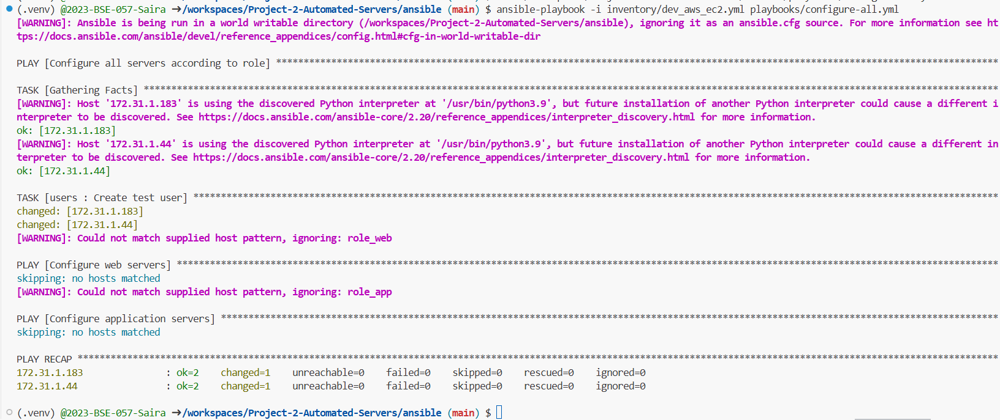 (.venv) @2023-BSE-057-Saira ➜/workspaces/Project-2-Automated-Servers/ansible (main) $ ansible-playbook -i inventory/dev_aws_ec2.yml playbooks/configure-all.yml
[WARNING]: Ansible is being run in a world writable directory (/workspaces/Project-2-Automated-Servers/ansible), ignoring it as an ansible.cfg source. For more information see ht
tps://docs.ansible.com/ansible/devel/reference_appendices/config.html#cfg-in-world-writable-dir
PLAY [Configure all servers according to role] ***********************************************************************************************************************************
TASK [Gathering Facts] ***********************************************************************************************************************************************************
[WARNING]: Host '172.31.1.183' is using the discovered Python interpreter at '/usr/bin/python3.9', but future installation of another Python interpreter could cause a different i
nterpreter to be discovered. See https://docs.ansible.com/ansible-core/2.20/reference_appendices/interpreter_discovery.html for more information.
ok: [172.31.1.183]
[WARNING]: Host '172.31.1.44' is using the discovered Python interpreter at '/usr/bin/python3.9', but future installation of another Python interpreter could cause a different in
terpreter to be discovered. See https://docs.ansible.com/ansible-core/2.20/reference_appendices/interpreter_discovery.html for more information.
ok: [172.31.1.44]
TASK [users : Create test user] **************************************************************************************************************************************************
changed: [172.31.1.183]
changed: [172.31.1.44]
[WARNING]: Could not match supplied host pattern, ignoring: role_web
PLAY [Configure web servers] *****************************************************************************************************************************************************
skipping: no hosts matched
[WARNING]: Could not match supplied host pattern, ignoring: role_app
PLAY [Configure application servers] *********************************************************************************************************************************************
skipping: no hosts matched
PLAY RECAP ***********************************************************************************************************************************************************************
172.31.1.183               : ok=2    changed=1    unreachable=0    failed=0    skipped=0    rescued=0    ignored=0
172.31.1.44                : ok=2    changed=1    unreachable=0    failed=0    skipped=0    rescued=0    ignored=0
(.venv) @2023-BSE-057-Saira ➜/workspaces/Project-2-Automated-Servers/ansible (main) $